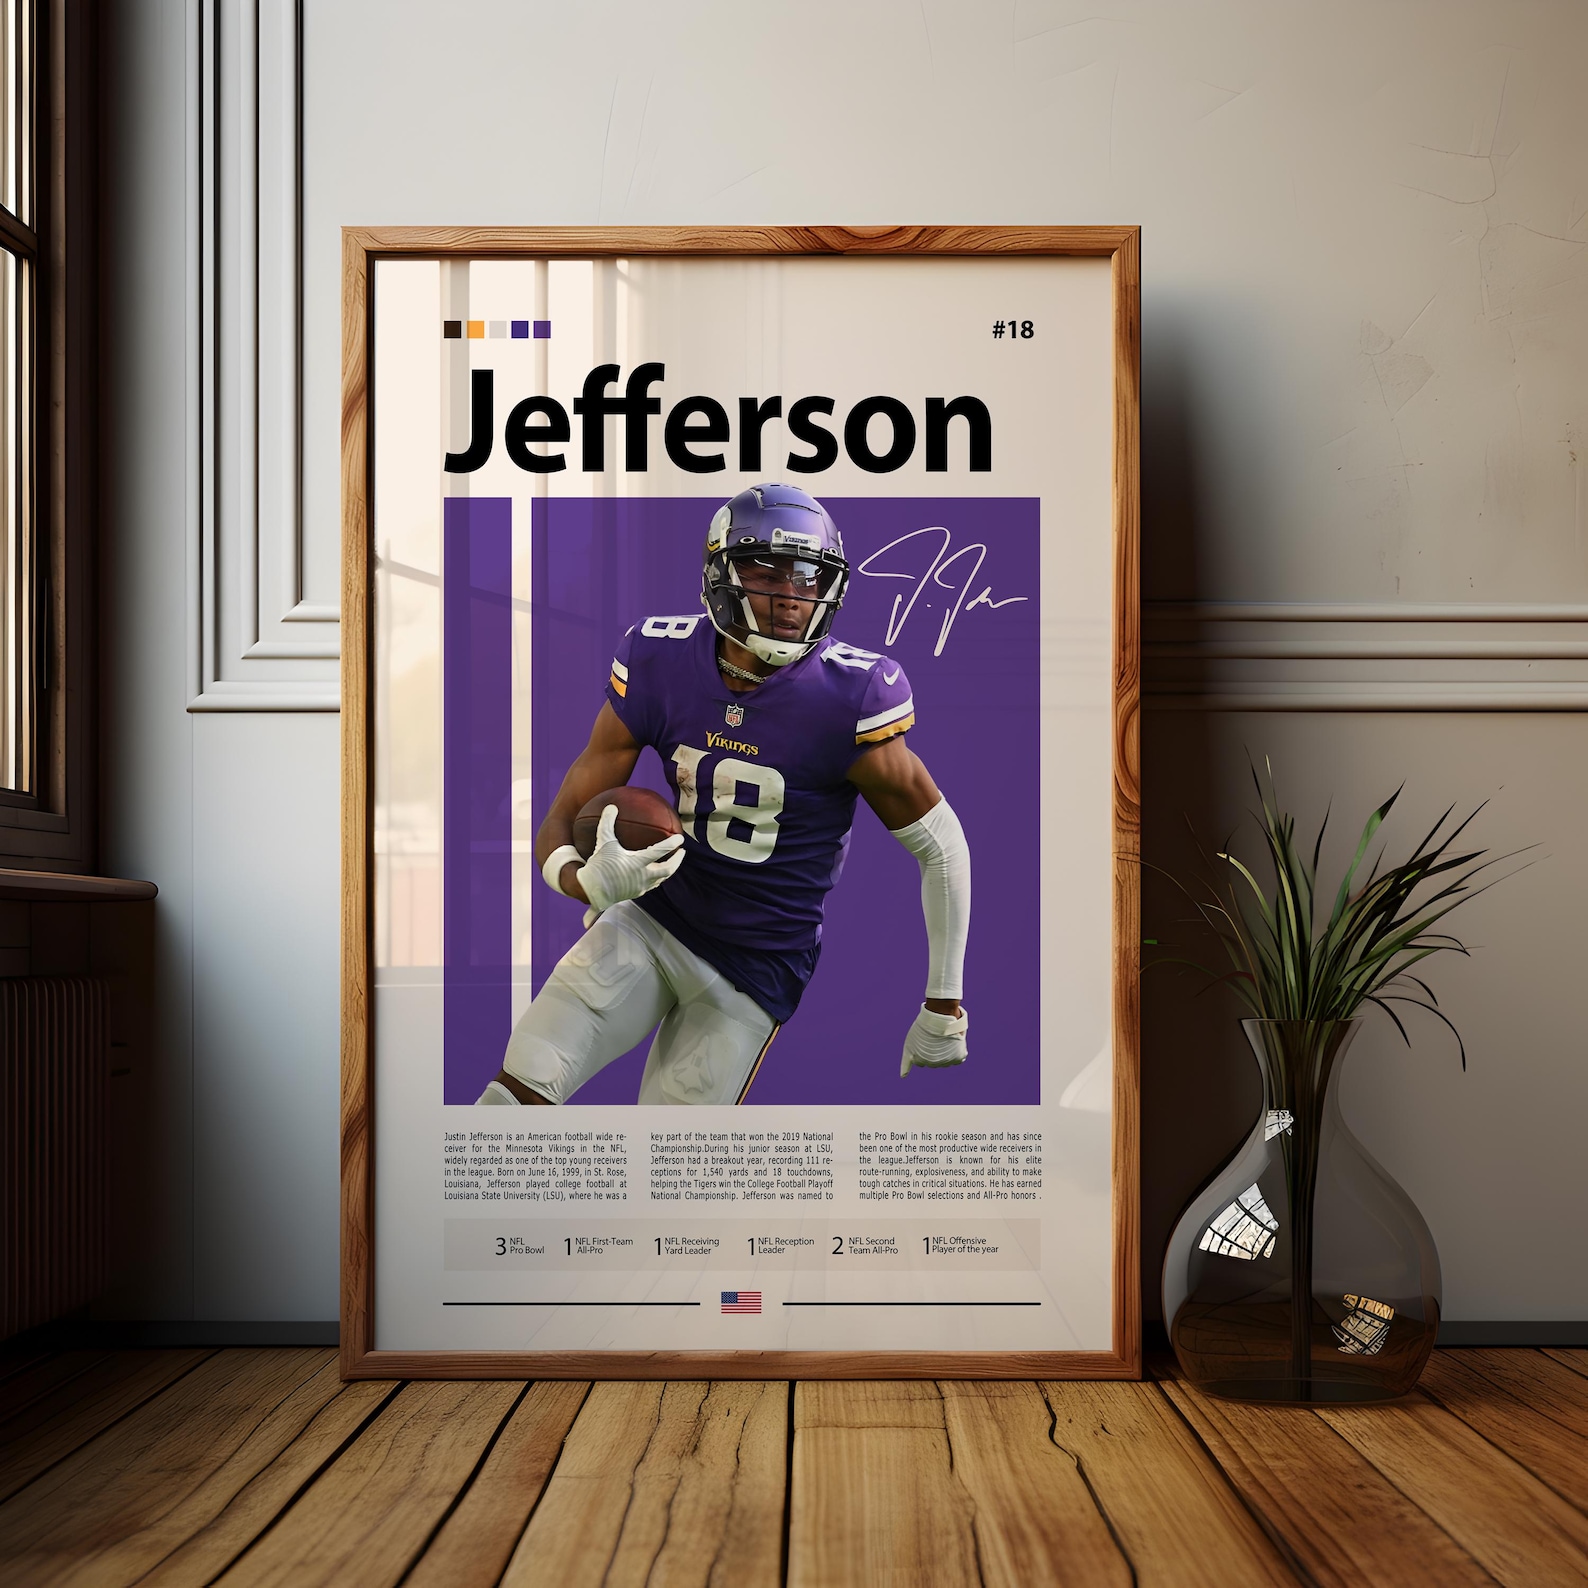 #18
Jefferson
J. Jeff
Vikings
18
18
NFL
VIKINGS
18
Justin Jefferson is an American football wide re-
ceiver for the Minnesota Vikings in the NFL,
widely regarded as one of the top young receivers
in the league. Born on June 16, 1999, in St. Rose,
Louisiana, Jefferson played college football at
Louisiana State University (LSU), where he was a
key part of the team that won the 2019 National
Championship.During his junior season at LSU,
Jefferson had a breakout year, recording 111 re-
ceptions for 1,540 yards and 18 touchdowns,
helping the Tigers win the College Football Playoff
National Championship. Jefferson was named to
the Pro Bowl in his rookie season and has since
been one of the most productive wide receivers in
the league.Jefferson is known for his elite
route-running, explosiveness, and ability to make
tough catches in critical situations. He has earned
multiple Pro Bowl selections and All-Pro honors .
3 NFL
Pro Bowl
1 NFL First-Team
All-Pro
1 NFL Receiving
Yard Leader
1 NFL Reception
Leader
2 NFL Second
Team All-Pro
1 NFL Offensive
Player of the year